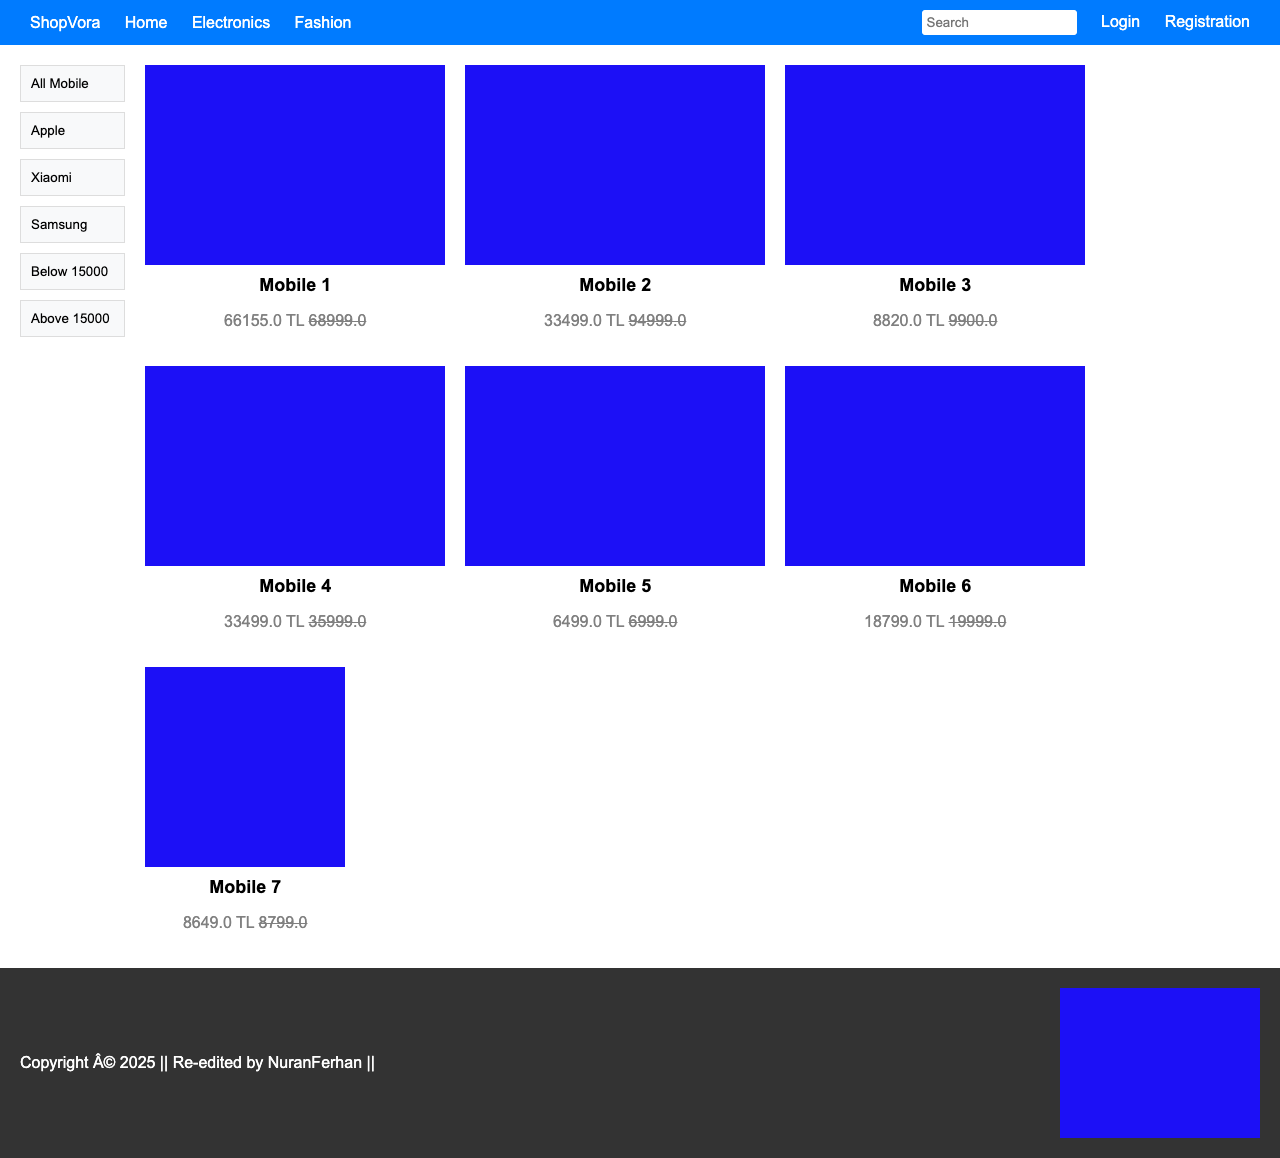 ShopVora Home Electronics Fashion Search Login Registration
All Mobile
Apple
Xiaomi
Samsung
Below 15000
Above 15000
Mobile 1
66155.0 TL 68999.0
Mobile 2
33499.0 TL 94999.0
Mobile 3
8820.0 TL 9900.0
Mobile 4
33499.0 TL 35999.0
Mobile 5
6499.0 TL 6999.0
Mobile 6
18799.0 TL 19999.0
Mobile 7
8649.0 TL 8799.0
Copyright Â© 2025 || Re-edited by NuranFerhan ||